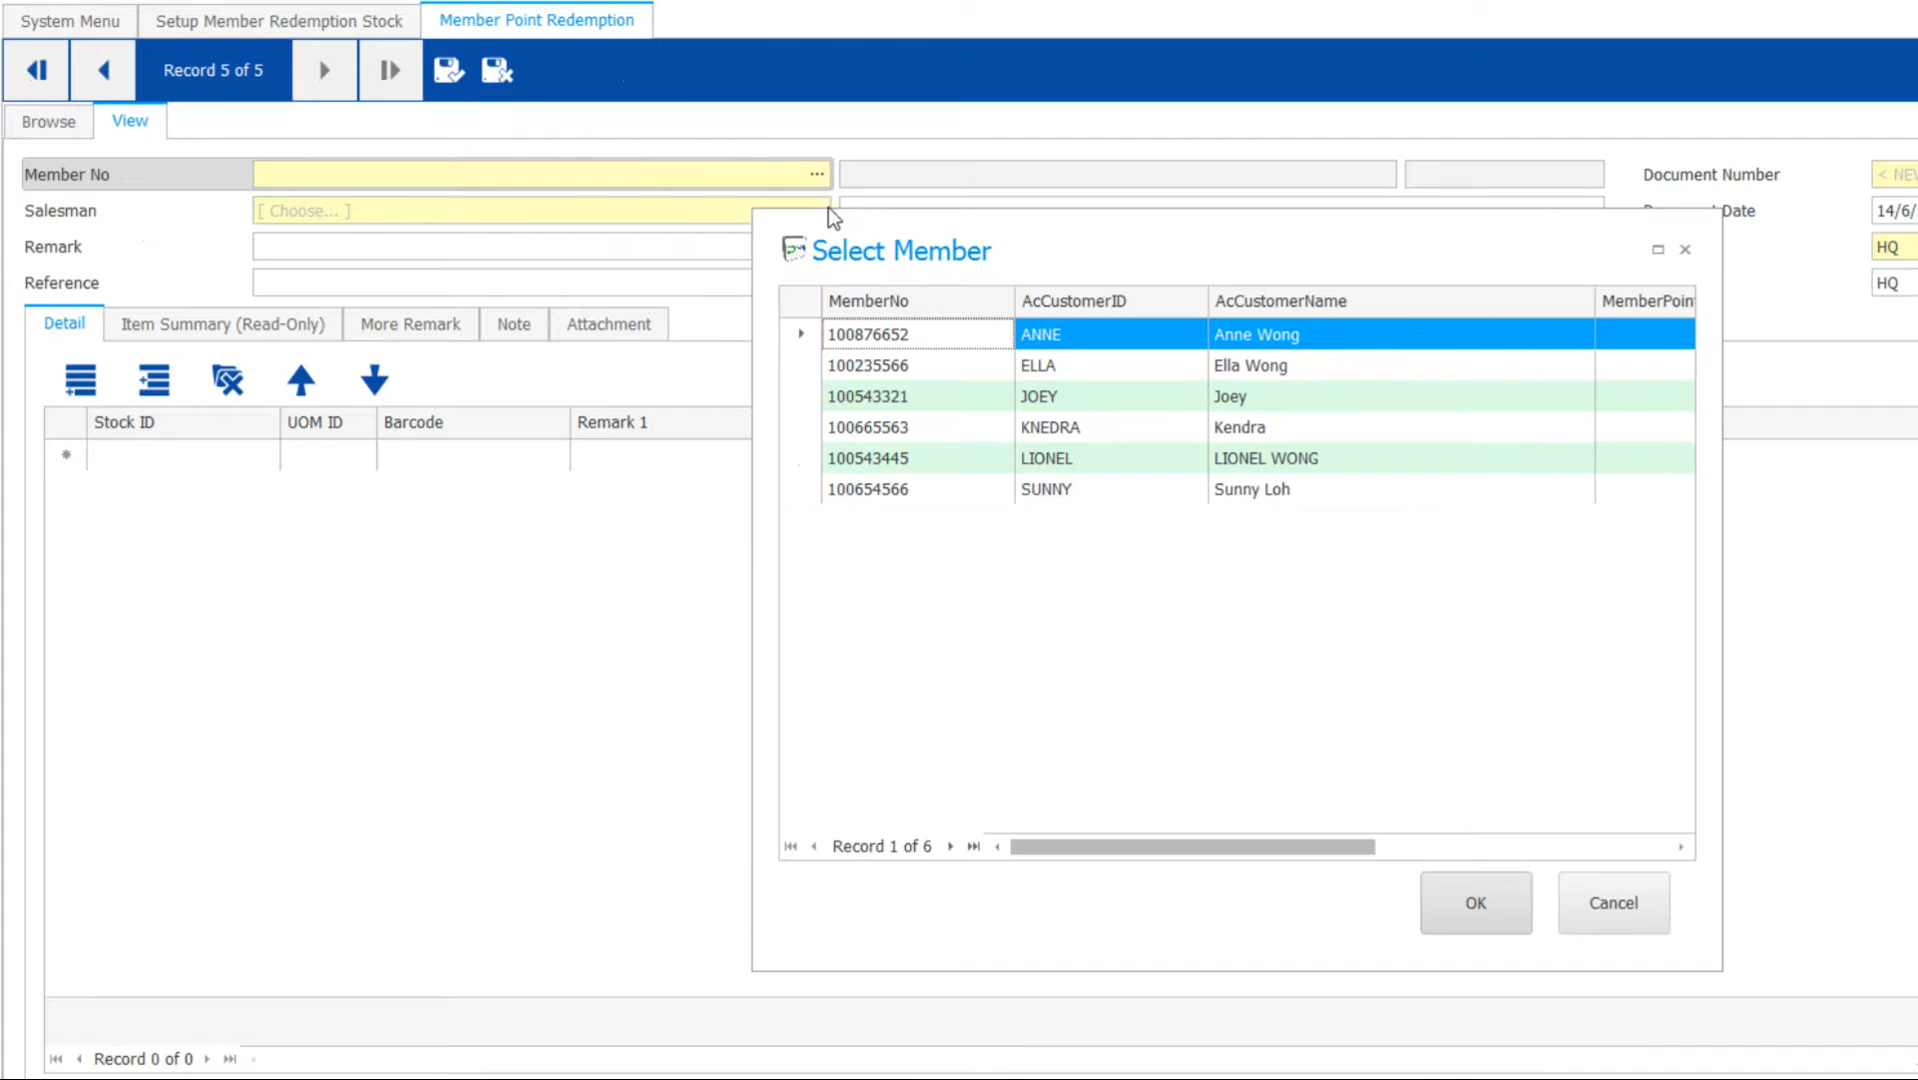 System Menu Setup Member Redemption Stock Member Point Redemption
Record 5 of 5
Browse View
Member No ... Document Number < NEW
Salesman [ Choose... ] Date 14/6/
Remark HQ
Reference HQ
Detail Item Summary (Read-Only) More Remark Note Attachment
Stock ID UOM ID Barcode Remark 1
Select Member
MemberNo AcCustomerID AcCustomerName MemberPoin
100876652 ANNE Anne Wong
100235566 ELLA Ella Wong
100543321 JOEY Joey
100665563 KNEDRA Kendra
100543445 LIONEL LIONEL WONG
100654566 SUNNY Sunny Loh
Record 1 of 6
OK Cancel
Record 0 of 0